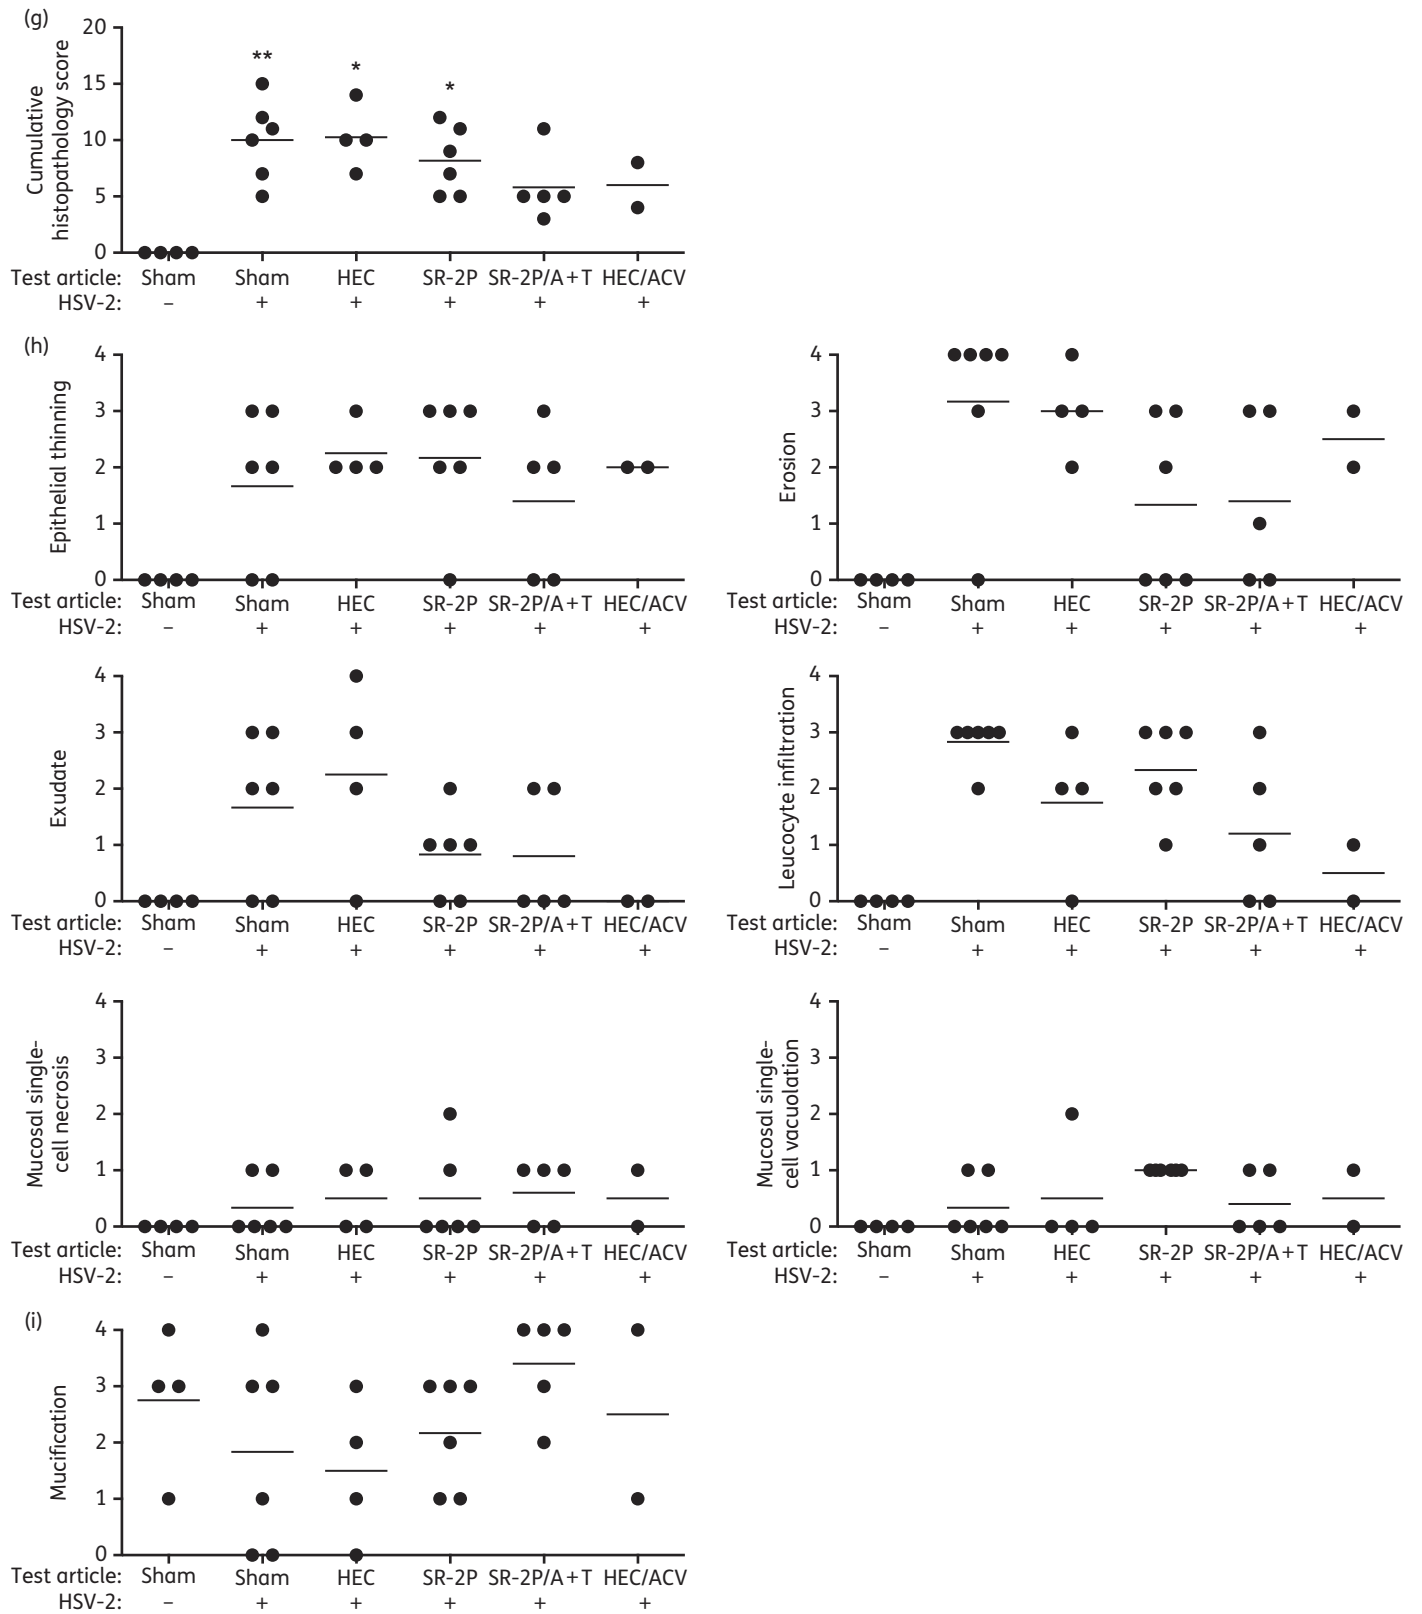 (g)
Cumulative
histopathology score
20
15
10
5
0
**
*
*
Test article: Sham Sham HEC SR-2P SR-2P/A+T HEC/ACV
HSV-2: – + + + + +
(h)
Epithelial thinning
4
3
2
1
0
Test article: Sham Sham HEC SR-2P SR-2P/A+T HEC/ACV
HSV-2: – + + + + +
Erosion
4
3
2
1
0
Test article: Sham Sham HEC SR-2P SR-2P/A+T HEC/ACV
HSV-2: – + + + + +
Exudate
4
3
2
1
0
Test article: Sham Sham HEC SR-2P SR-2P/A+T HEC/ACV
HSV-2: – + + + + +
Leucocyte infiltration
4
3
2
1
0
Test article: Sham Sham HEC SR-2P SR-2P/A+T HEC/ACV
HSV-2: – + + + + +
Mucosal single-
cell necrosis
4
3
2
1
0
Test article: Sham Sham HEC SR-2P SR-2P/A+T HEC/ACV
HSV-2: – + + + + +
Mucosal single-
cell vacuolation
4
3
2
1
0
Test article: Sham Sham HEC SR-2P SR-2P/A+T HEC/ACV
HSV-2: – + + + + +
(i)
Mucification
4
3
2
1
0
Test article: Sham Sham HEC SR-2P SR-2P/A+T HEC/ACV
HSV-2: – + + + + +